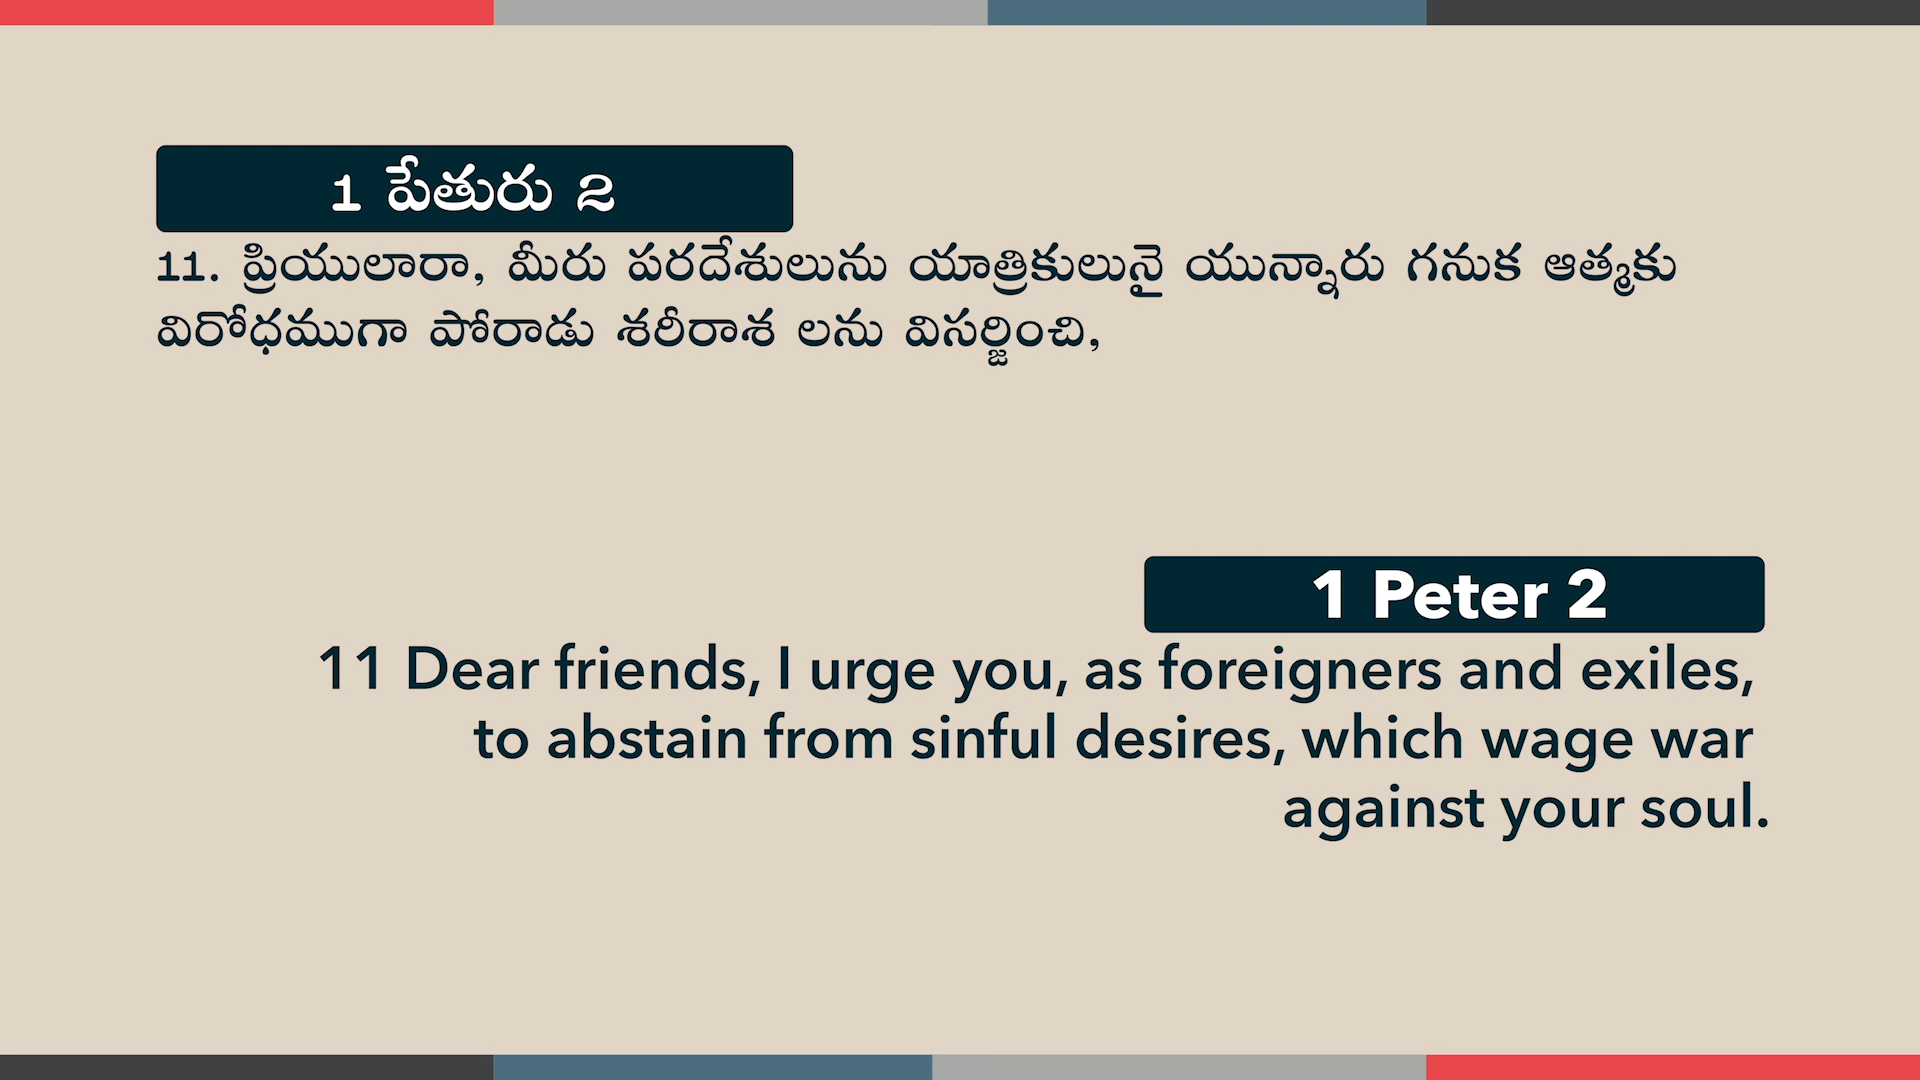 1 పేతురు 2
11. ప్రియులారా, మీరు పరదేశులును యాత్రికులునై యున్నారు గనుక ఆత్మకు
విరోధముగా పోరాడు శరీరాశ లను విసర్జించి,
1 Peter 2
11 Dear friends, I urge you, as foreigners and exiles,
to abstain from sinful desires, which wage war
against your soul.